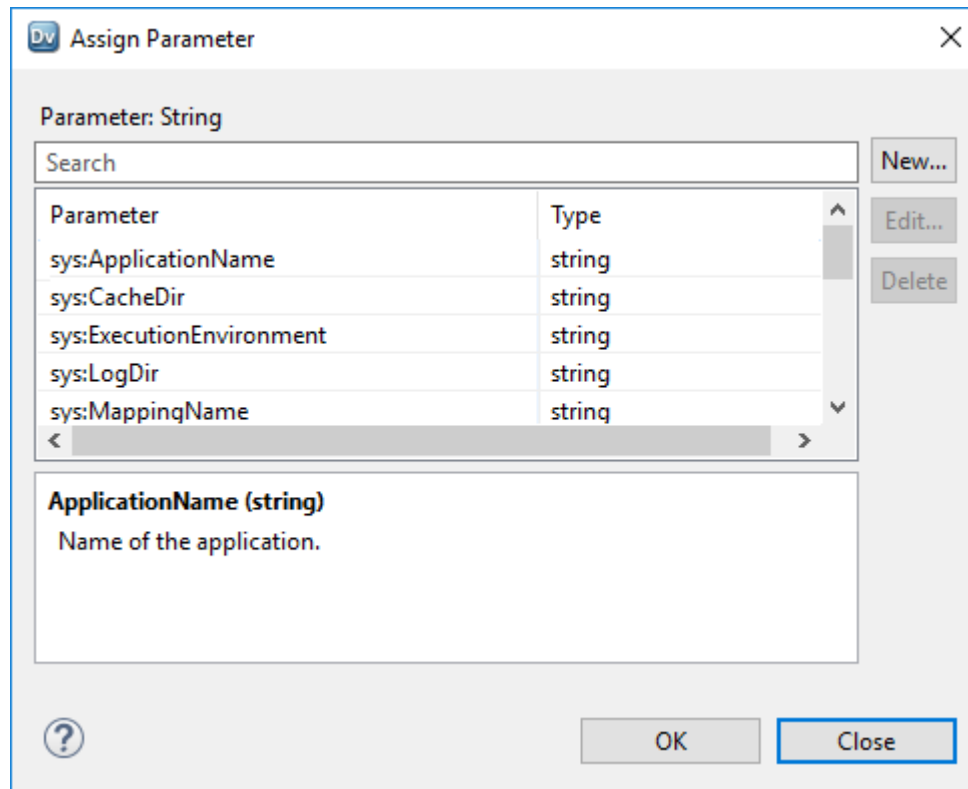 Dv Assign Parameter
Parameter: String
Search
New...
Parameter Type
Edit...
sys:ApplicationName string
Delete
sys:CacheDir string
sys:ExecutionEnvironment string
sys:LogDir string
sys:MappingName string
ApplicationName (string)
Name of the application.
?
OK
Close